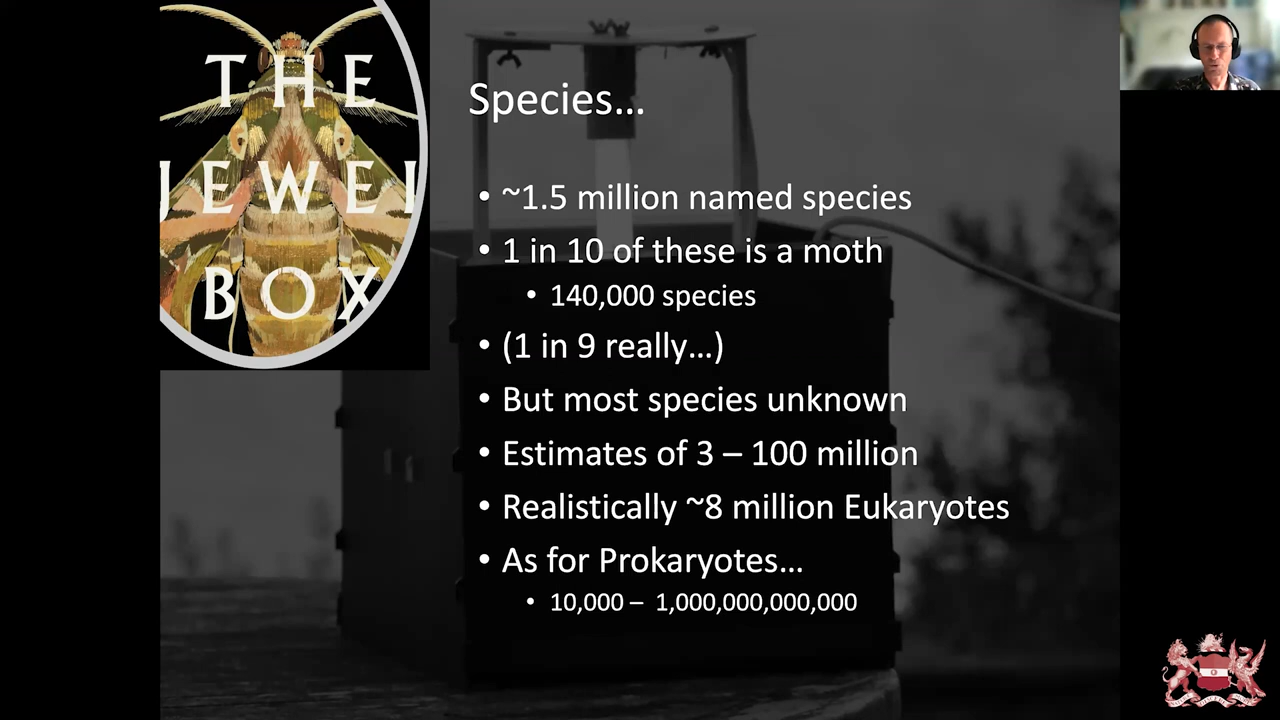 THE
JEWEL
BOX
Species…
• ~1.5 million named species
• 1 in 10 of these is a moth
• 140,000 species
• (1 in 9 really…)
• But most species unknown
• Estimates of 3 – 100 million
• Realistically ~8 million Eukaryotes
• As for Prokaryotes…
• 10,000 – 1,000,000,000,000